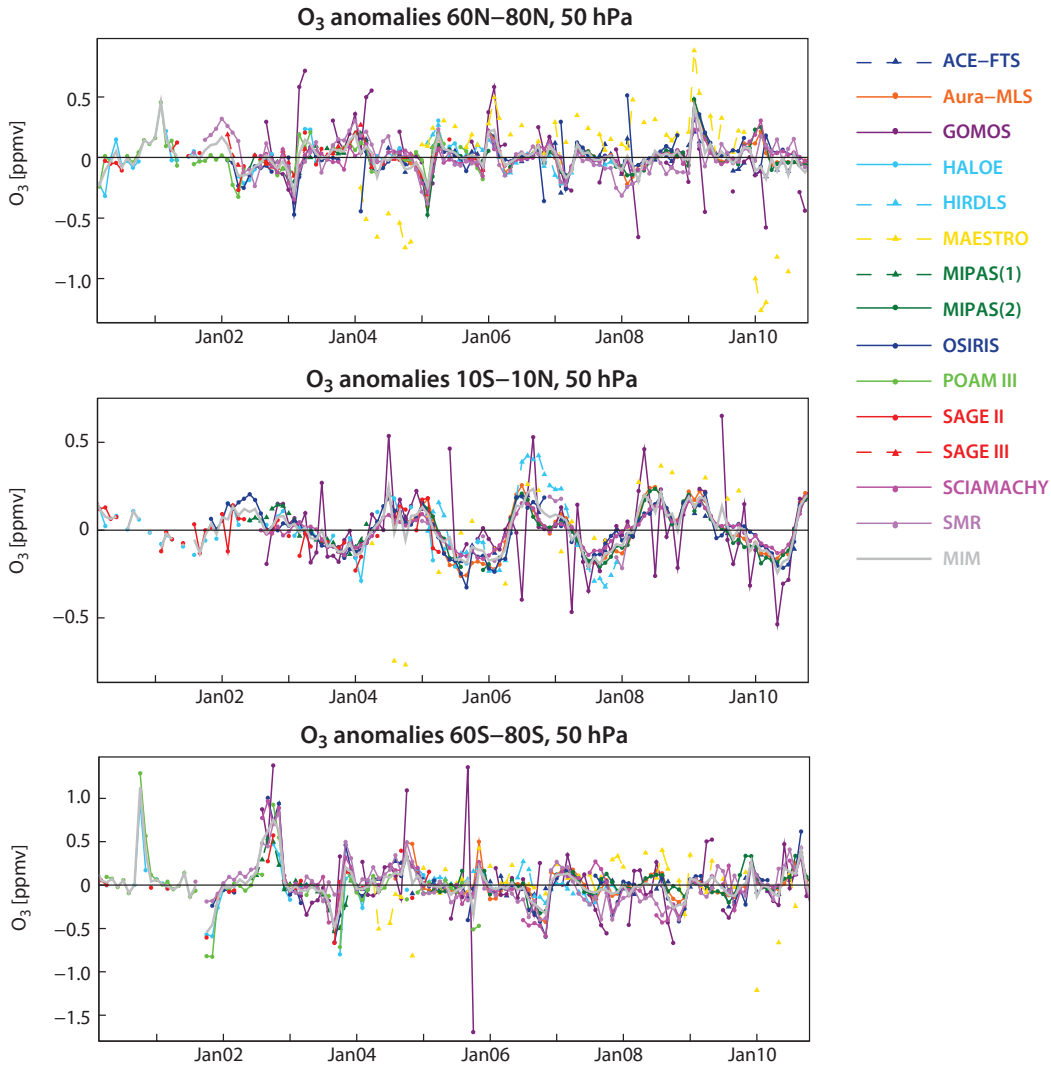 O3 anomalies 60N−80N, 50 hPa
O3 [ppmv]
0.5
0
−0.5
−1.0
Jan02
Jan04
Jan06
Jan08
Jan10
O3 anomalies 10S−10N, 50 hPa
O3 [ppmv]
0.5
0
−0.5
Jan02
Jan04
Jan06
Jan08
Jan10
O3 anomalies 60S−80S, 50 hPa
O3 [ppmv]
1.0
0.5
0
−0.5
−1.0
−1.5
Jan02
Jan04
Jan06
Jan08
Jan10
ACE−FTS
Aura−MLS
GOMOS
HALOE
HIRDLS
MAESTRO
MIPAS(1)
MIPAS(2)
OSIRIS
POAM III
SAGE II
SAGE III
SCIAMACHY
SMR
MIM